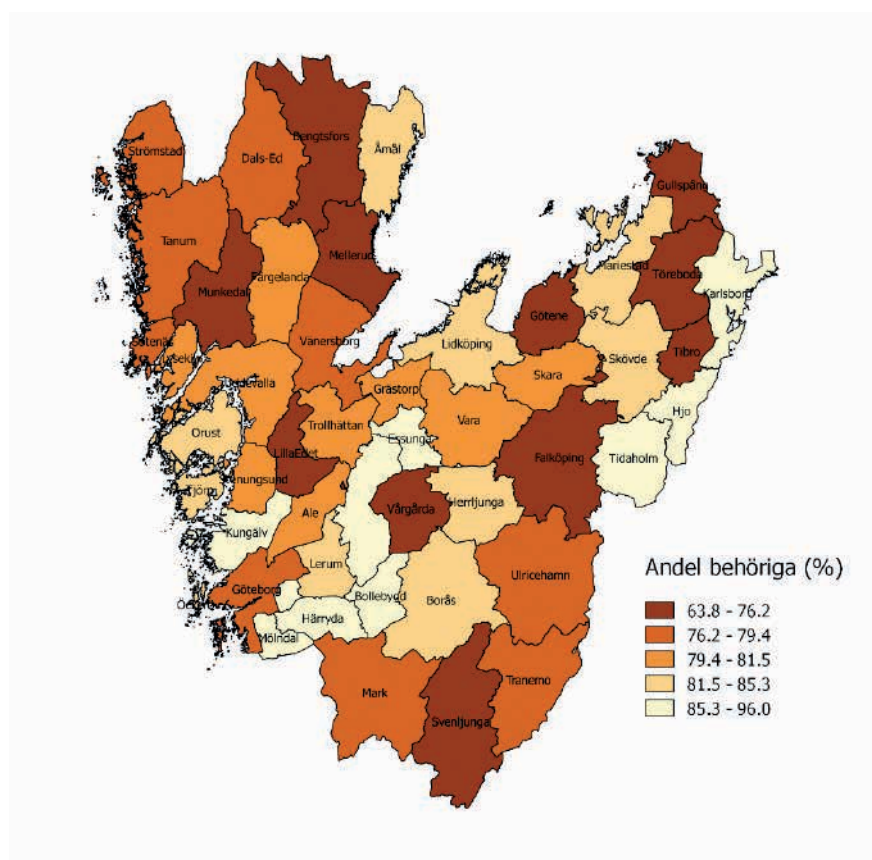 Bengtsfors
Åmål
Strömstad
Dals-Ed
Gullspång
Tanum
Mellerud
Färgelanda
Mariestad
Töreboda
Karlsborg
Munkedal
Götene
Vänersborg
Lidköping
Tibro
Skövde
Skara
Uddevalla
Grästorp
Hjo
Trollhättan
Vara
Orust
Essunga
LillaEdet
Falköping
Tidaholm
Tjörn
Ale
Vårgårda
Herrljunga
Kungälv
Lerum
Ulricehamn
Göteborg
Bollebygd
Borås
Härryda
Mölndal
Tranemo
Mark
Svenljunga
Andel behöriga (%)
63.8 - 76.2
76.2 - 79.4
79.4 - 81.5
81.5 - 85.3
85.3 - 96.0